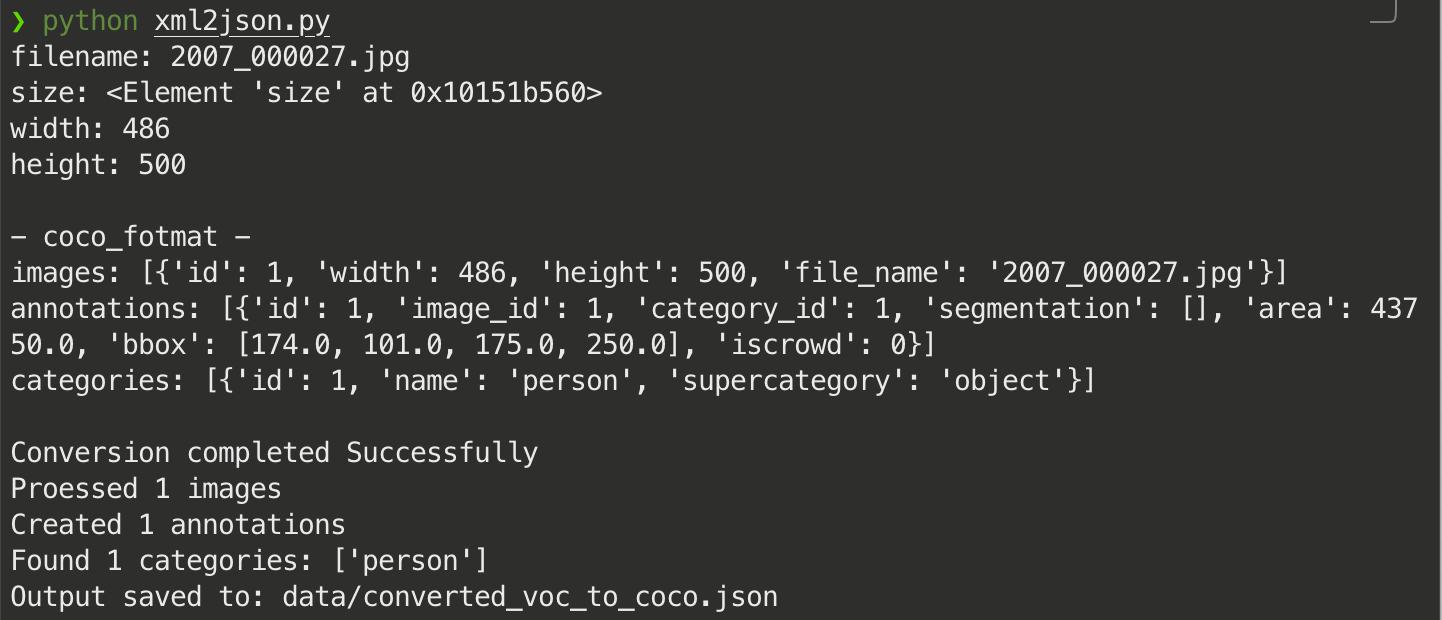 ❯ python xml2json.py
filename: 2007_000027.jpg
size: <Element 'size' at 0x10151b560>
width: 486
height: 500
- coco_fotmat -
images: [{'id': 1, 'width': 486, 'height': 500, 'file_name': '2007_000027.jpg'}]
annotations: [{'id': 1, 'image_id': 1, 'category_id': 1, 'segmentation': [], 'area': 437
50.0, 'bbox': [174.0, 101.0, 175.0, 250.0], 'iscrowd': 0}]
categories: [{'id': 1, 'name': 'person', 'supercategory': 'object'}]
Conversion completed Successfully
Proessed 1 images
Created 1 annotations
Found 1 categories: ['person']
Output saved to: data/converted_voc_to_coco.json